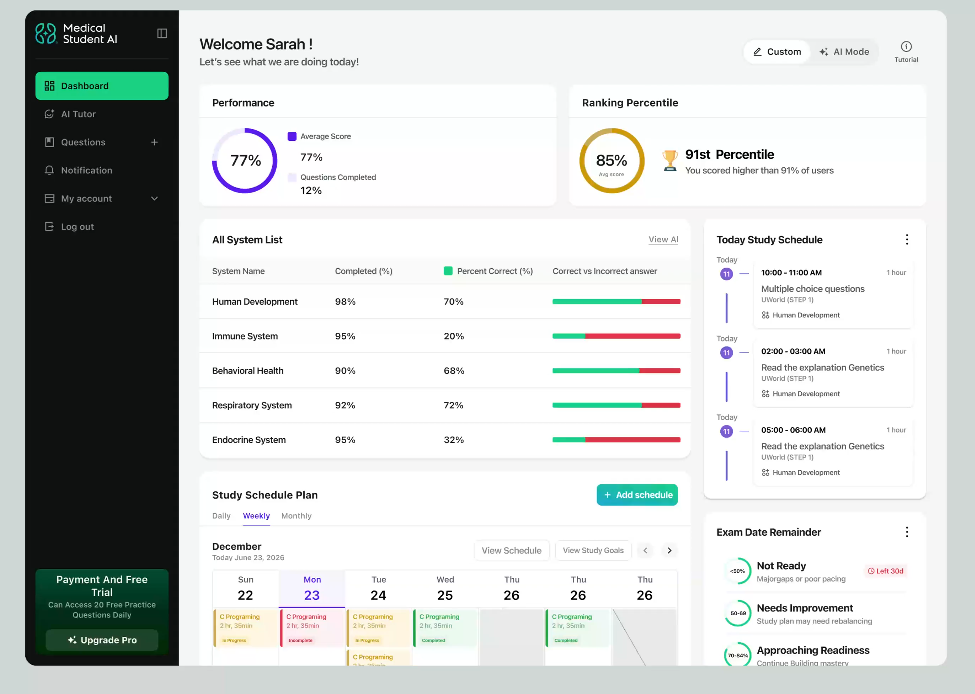 Medical
Student AI
Dashboard
AI Tutor
Questions
Notification
My account
Log out
Payment And Free
Trial
Can Access 20 Free Practice
Questions Daily
Upgrade Pro
Welcome Sarah !
Let's see what we are doing today!
Custom
AI Mode
Tutorial
Performance
77%
Average Score
77%
Questions Completed
12%
Ranking Percentile
85%
Avg score
91st Percentile
You scored higher than 91% of users
All System List
View Al
System Name Completed (%) Percent Correct (%) Correct vs Incorrect answer
Human Development 98% 70%
Immune System 95% 20%
Behavioral Health 90% 68%
Respiratory System 92% 72%
Endocrine System 95% 32%
Today Study Schedule
Today
11
10:00 - 11:00 AM 1 hour
Multiple choice questions
UWorld (STEP 1)
Human Development
Today
11
02:00 - 03:00 AM 1 hour
Read the explanation Genetics
UWorld (STEP 1)
Human Development
Today
11
05:00 - 06:00 AM 1 hour
Read the explanation Genetics
UWorld (STEP 1)
Human Development
Study Schedule Plan
+ Add schedule
Daily Weekly Monthly
December
Today June 23, 2026
View Schedule
View Study Goals
Sun Mon Tue Wed Thu Thu Thu
22 23 24 25 26 26 26
C Programing C Programing C Programing C Programing C Programing
2 hr, 35min 2 hr, 35min 2 hr, 35min 2 hr, 35min 2 hr, 35min
In Progress Incomplete In Progress Completed Completed
C Programing
2 hr, 35min
Exam Date Remainder
<50%
Not Ready
Majorgaps or poor pacing
Left 30d
50-69
Needs Improvement
Study plan may need rebalancing
70-84%
Approaching Readiness
Continue Building mastery